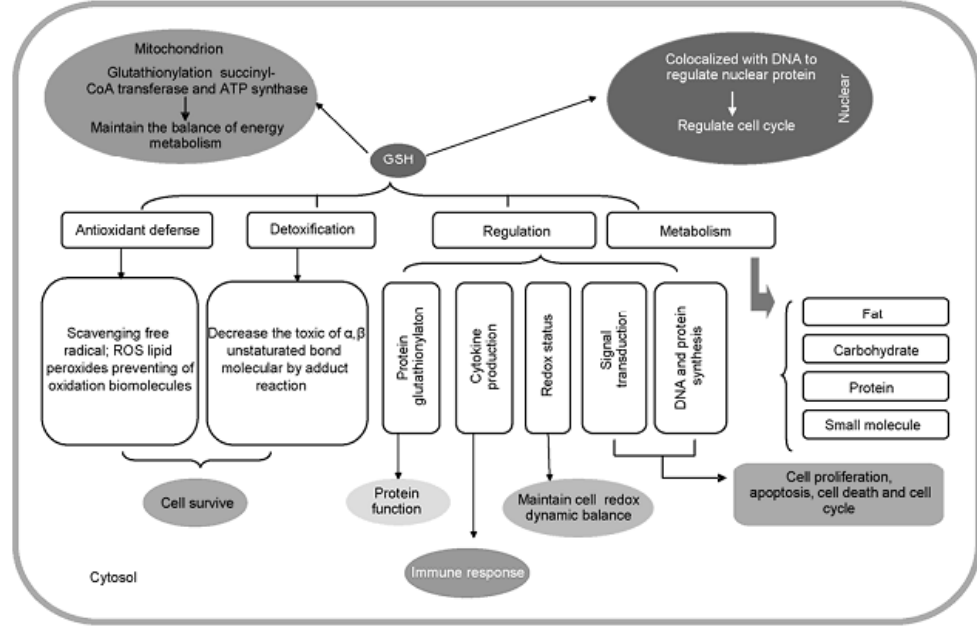 Mitochondrion
Glutathionylation succinyl-
CoA transferase and ATP synthase
Maintain the balance of energy
metabolism
Colocalized with DNA to
regulate nuclear protein
Regulate cell cycle
Nuclear
GSH
Antioxidant defense
Detoxification
Regulation
Metabolism
Scavenging free
radical; ROS lipid
peroxides preventing of
oxidation biomolecules
Decrease the toxic of α,β
unstaturated bond
molecular by adduct
reaction
Protein
glutathionylaton
Cytokine
production
Redox status
Signal
transduction
DNA and protein
synthesis
Fat
Carbohydrate
Protein
Small molecule
Cell survive
Protein
function
Maintain cell redox
dynamic balance
Cell proliferation,
apoptosis, cell death and cell
cycle
Immune response
Cytosol